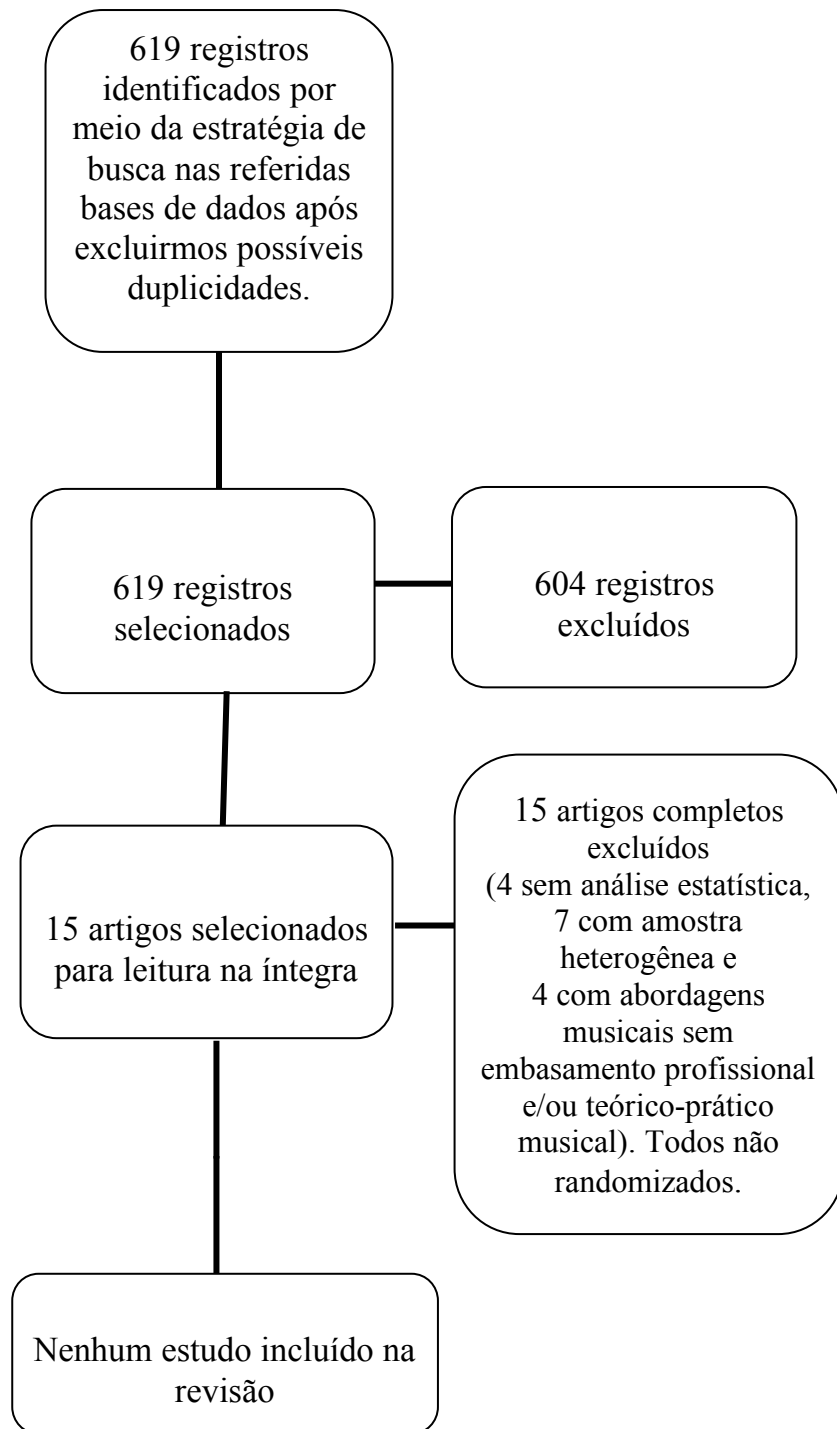 619 registros
identificados por
meio da estratégia de
busca nas referidas
bases de dados após
excluirmos possíveis
duplicidades.
619 registros
selecionados
604 registros
excluídos
15 artigos selecionados
para leitura na íntegra
15 artigos completos
excluídos
(4 sem análise estatística,
7 com amostra
heterogênea e
4 com abordagens
musicais sem
embasamento profissional
e/ou teórico-prático
musical). Todos não
randomizados.
Nenhum estudo incluído na
revisão